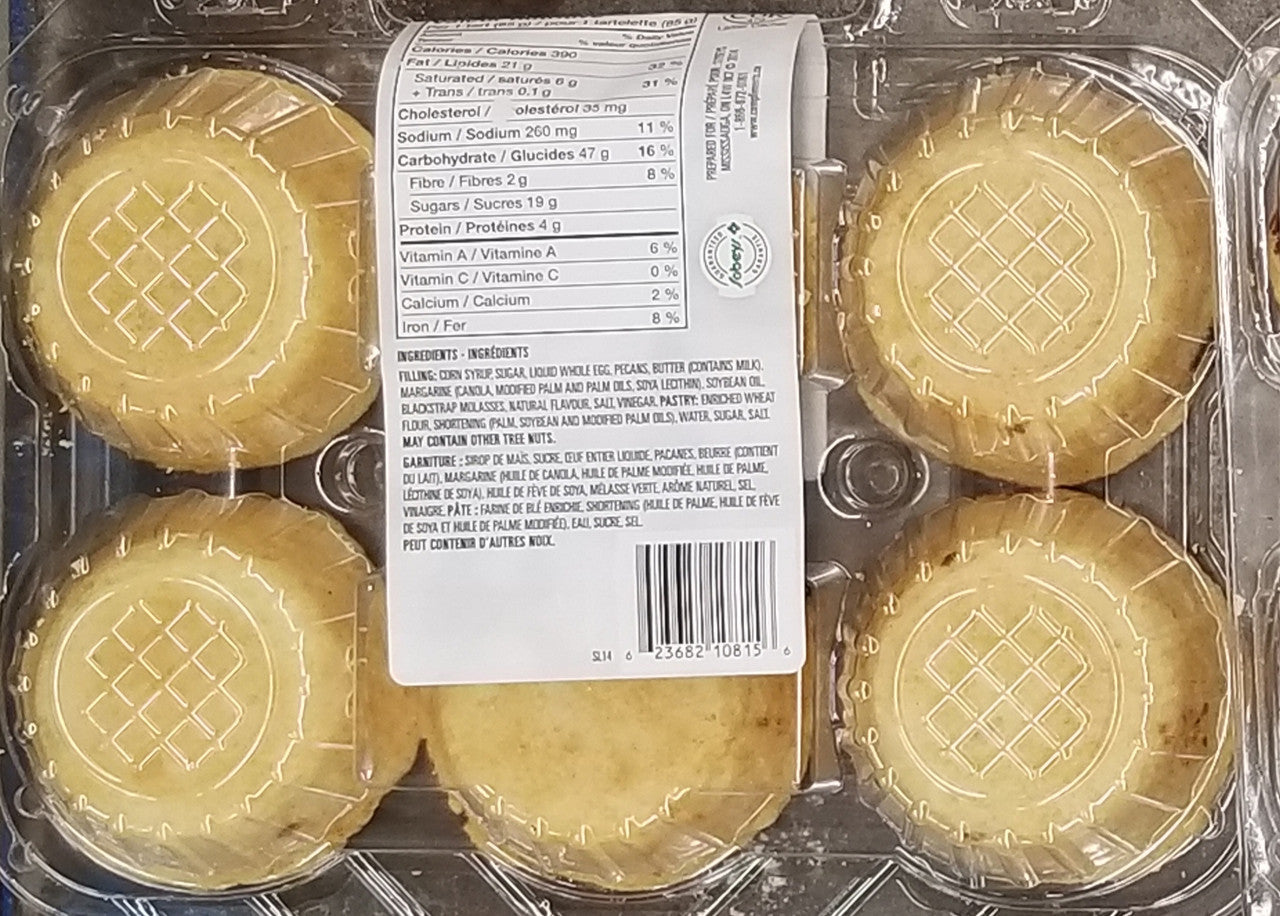 1 tartelette (85 g)
% Daily Value
% valeur quotidienne
Calories / Calories 390
Fat / Lipides 21 g 32 %
Saturated / saturés 6 g
+ Trans / trans 0.1 g 31 %
Cholesterol / olestérol 35 mg
Sodium / Sodium 260 mg 11 %
Carbohydrate / Glucides 47 g 16 %
Fibre / Fibres 2 g 8 %
Sugars / Sucres 19 g
Protein / Protéines 4 g
Vitamin A / Vitamine A 6 %
Vitamin C / Vitamine C 0 %
Calcium / Calcium 2 %
Iron / Fer 8 %
PREPARED FOR / PRÉPARÉ POUR:
MISSISSAUGA, ON L4W
www.compliments.ca
GUARANTEED
Sobeys
INGREDIENTS - INGRÉDIENTS
FILLING: CORN SYRUP, SUGAR, LIQUID WHOLE EGG, PECANS, BUTTER (CONTAINS MILK),
MARGARINE (CANOLA, MODIFIED PALM AND PALM OILS, SOYA LECITHIN), SOYBEAN OIL,
BLACKSTRAP MOLASSES, NATURAL FLAVOUR, SALT, VINEGAR. PASTRY: ENRICHED WHEAT
FLOUR, SHORTENING (PALM, SOYBEAN AND MODIFIED PALM OILS), WATER, SUGAR, SALT.
MAY CONTAIN OTHER TREE NUTS.
GARNITURE : SIROP DE MAÏS, SUCRE, ŒUF ENTIER LIQUIDE, PACANES, BEURRE (CONTIENT
DU LAIT), MARGARINE (HUILE DE CANOLA, HUILE DE PALME MODIFIÉE, HUILE DE PALME,
LÉCITHINE DE SOYA), HUILE DE FÈVE DE SOYA, MÉLASSE VERTE, ARÔME NATUREL, SEL,
VINAIGRE. PÂTE : FARINE DE BLÉ ENRICHIE, SHORTENING (HUILE DE PALME, HUILE DE FÈVE
DE SOYA ET HUILE DE PALME MODIFIÉE), EAU, SUCRE, SEL.
PEUT CONTENIR D'AUTRES NOIX.
SL14 6 23682 10815 6